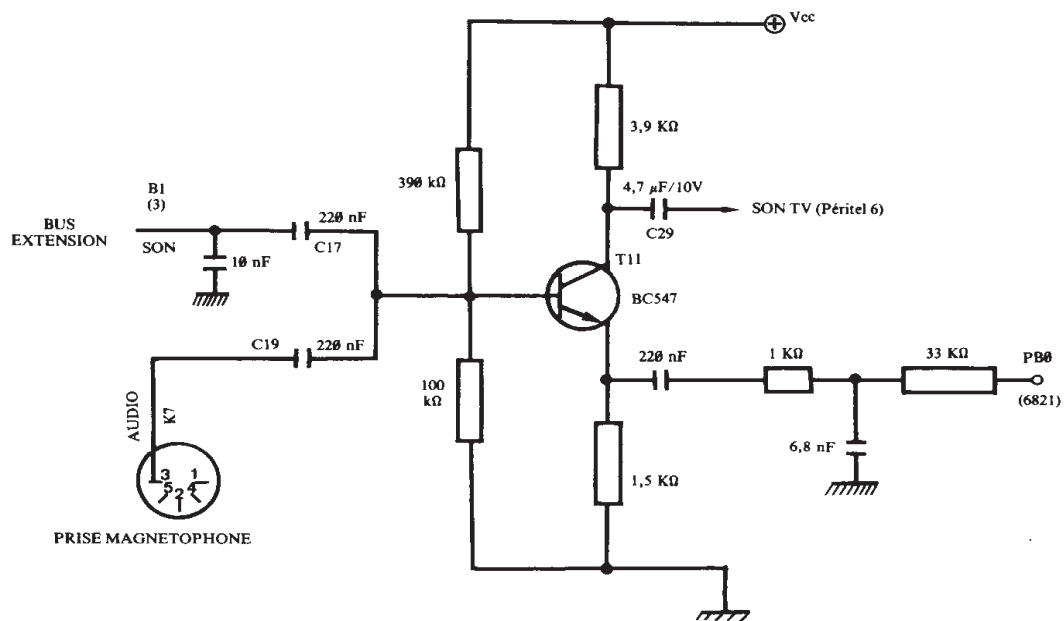 Vcc
3,9 KΩ
390 kΩ
4,7 µF/10V
B1
(3)
220 nF
SON TV (Péritel 6)
BUS
EXTENSION
SON
C17
C29
10 nF
T11
BC547
C19
220 nF
220 nF
1 KΩ
33 KΩ
PB0
(6821)
100
kΩ
AUDIO
K7
6,8 nF
1,5 KΩ
3 1
5 2 4
PRISE MAGNETOPHONE